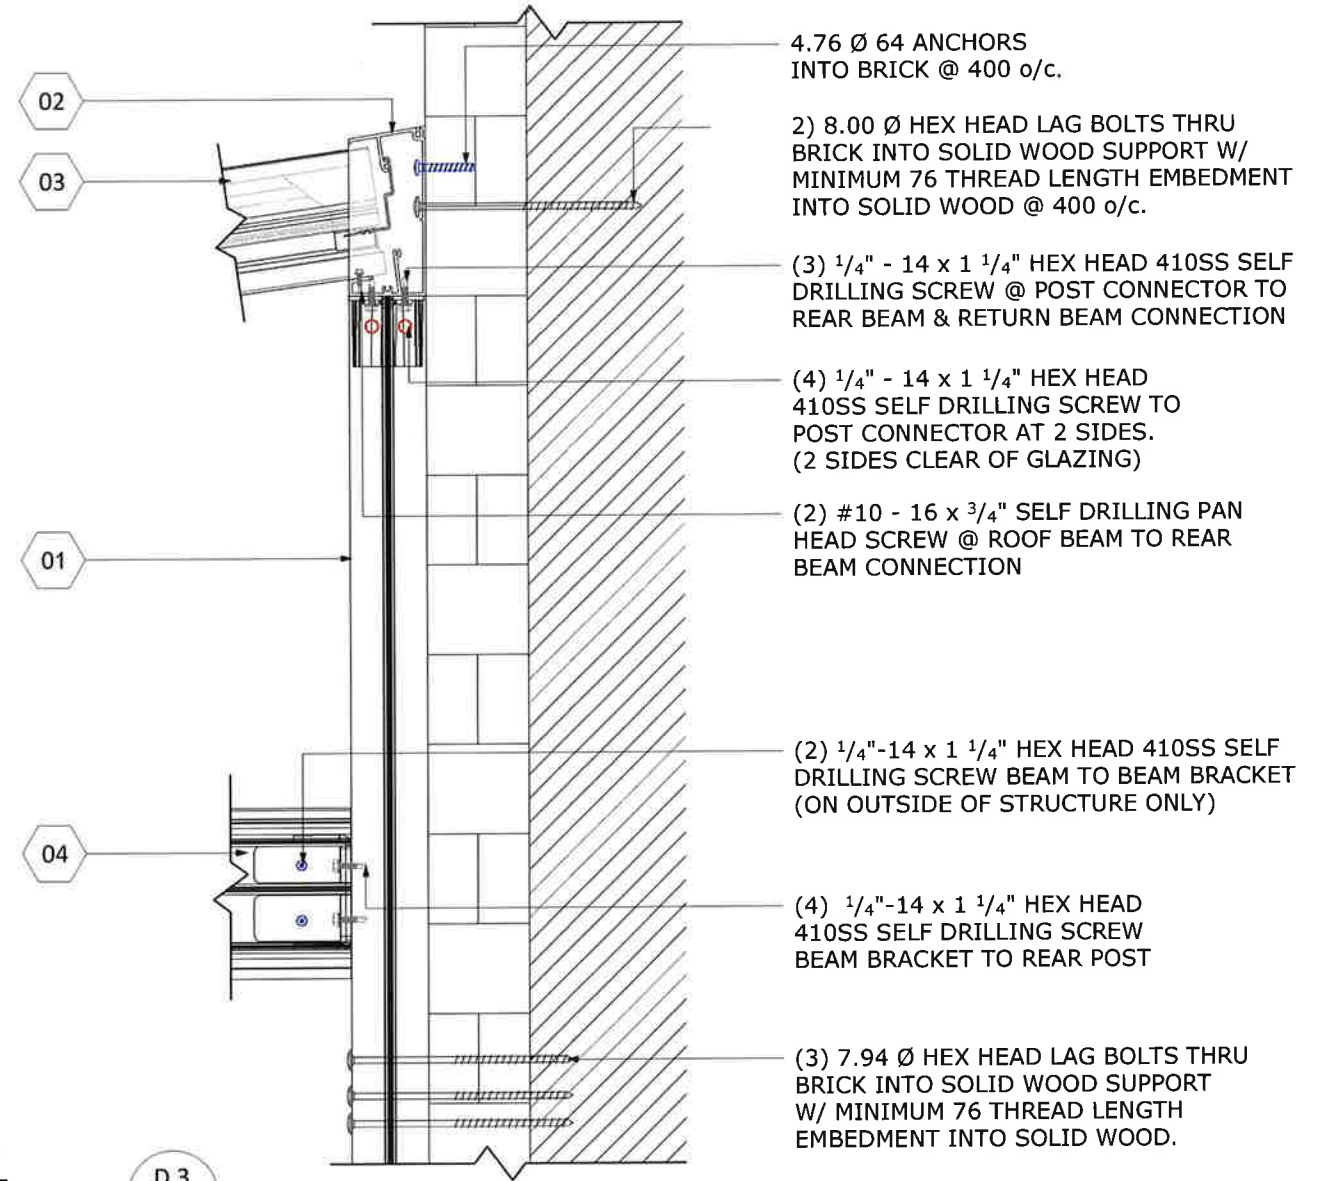 4.76 Ø 64 ANCHORS
INTO BRICK @ 400 o/c.
02
2) 8.00 Ø HEX HEAD LAG BOLTS THRU
BRICK INTO SOLID WOOD SUPPORT W/
MINIMUM 76 THREAD LENGTH EMBEDMENT
INTO SOLID WOOD @ 400 o/c.
03
(3) 1/4" - 14 x 1 1/4" HEX HEAD 410SS SELF
DRILLING SCREW @ POST CONNECTOR TO
REAR BEAM & RETURN BEAM CONNECTION
(4) 1/4" - 14 x 1 1/4" HEX HEAD
410SS SELF DRILLING SCREW TO
POST CONNECTOR AT 2 SIDES.
(2 SIDES CLEAR OF GLAZING)
(2) #10 - 16 x 3/4" SELF DRILLING PAN
HEAD SCREW @ ROOF BEAM TO REAR
BEAM CONNECTION
01
(2) 1/4"-14 x 1 1/4" HEX HEAD 410SS SELF
DRILLING SCREW BEAM TO BEAM BRACKET
(ON OUTSIDE OF STRUCTURE ONLY)
04
(4) 1/4"-14 x 1 1/4" HEX HEAD
410SS SELF DRILLING SCREW
BEAM BRACKET TO REAR POST
(3) 7.94 Ø HEX HEAD LAG BOLTS THRU
BRICK INTO SOLID WOOD SUPPORT
W/ MINIMUM 76 THREAD LENGTH
EMBEDMENT INTO SOLID WOOD.
D.3